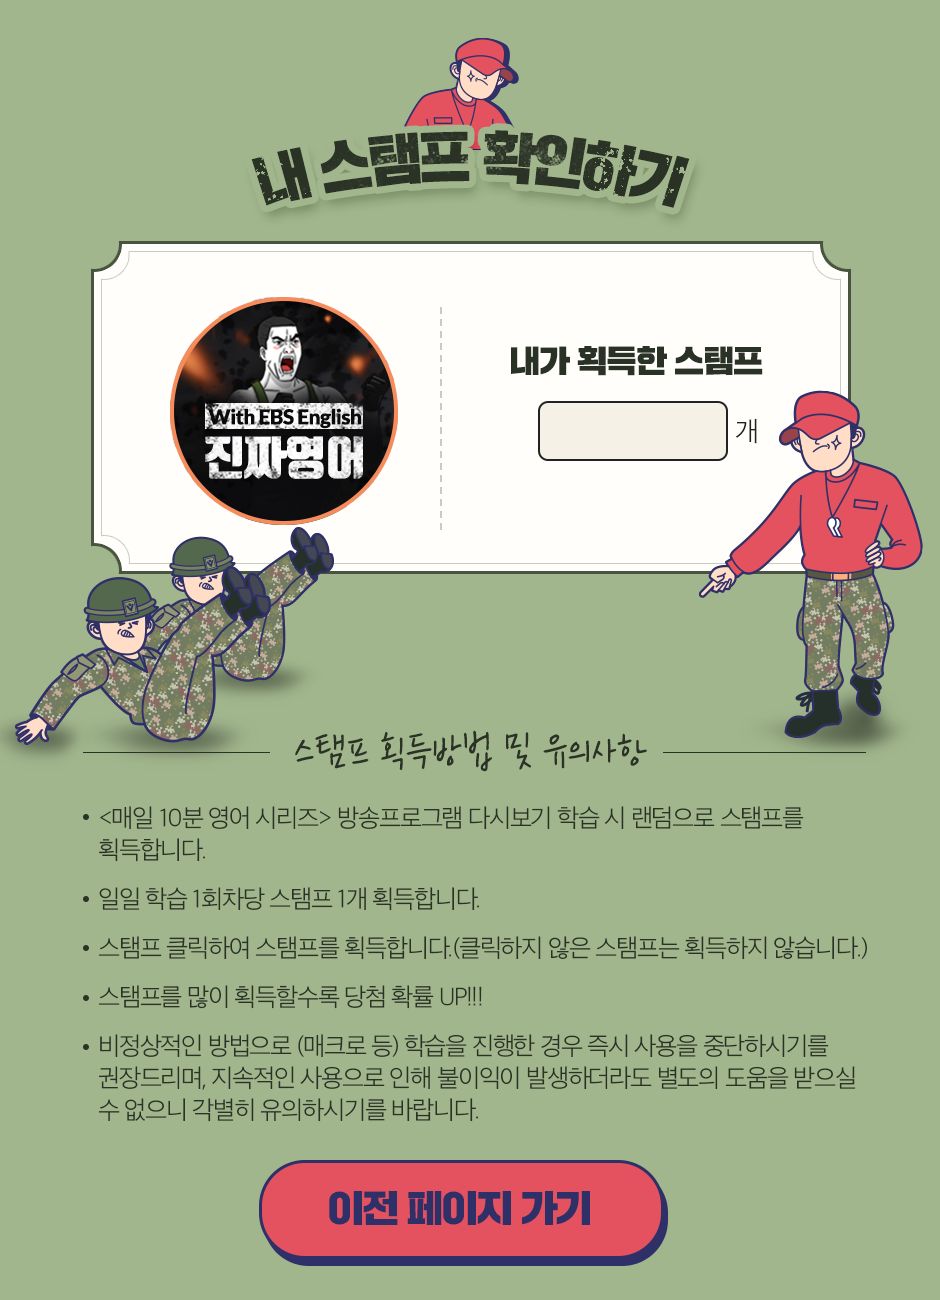 내 스탬프 확인하기
With EBS English
진짜영어
내가 획득한 스탬프
개
스탬프 획득방법 및 유의사항
• <매일 10분 영어 시리즈> 방송프로그램 다시보기 학습 시 랜덤으로 스탬프를
획득합니다.
• 일일 학습 1회차당 스탬프 1개 획득합니다.
• 스탬프 클릭하여 스탬프를 획득합니다.(클릭하지 않은 스탬프는 획득하지 않습니다.)
• 스탬프를 많이 획득할수록 당첨 확률 UP!!!
• 비정상적인 방법으로 (매크로 등) 학습을 진행한 경우 즉시 사용을 중단하시기를
권장드리며, 지속적인 사용으로 인해 불이익이 발생하더라도 별도의 도움을 받으실
수 없으니 각별히 유의하시기를 바랍니다.
이전 페이지 가기